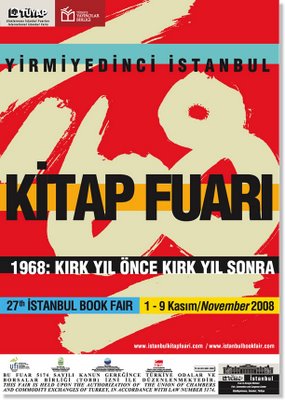 TÜYAP
TÜRKİYE
YAYINCILAR
BİRLİĞİ
YİRMİYEDİNCİ İSTANBUL
68
KİTAP FUARI
1968: KIRK YIL ÖNCE KIRK YIL SONRA
27th İSTANBUL BOOK FAIR 1 - 9 Kasım/November 2008
www.istanbulkitapfuari.com / www.istanbulbookfair.com
İstanbul
BU FUAR 5174 SAYILI KANUN GEREĞİNCE TÜRKİYE ODALAR VE
BORSALAR BİRLİĞİ (TOBB) İZNİ İLE DÜZENLENMEKTEDİR.
THIS FAIR IS HELD UPON THE AUTHORIZATION OF THE UNION OF CHAMBERS
AND COMMODITY EXCHANGES OF TURKEY, IN ACCORDANCE WITH LAW NUMBER 5174.